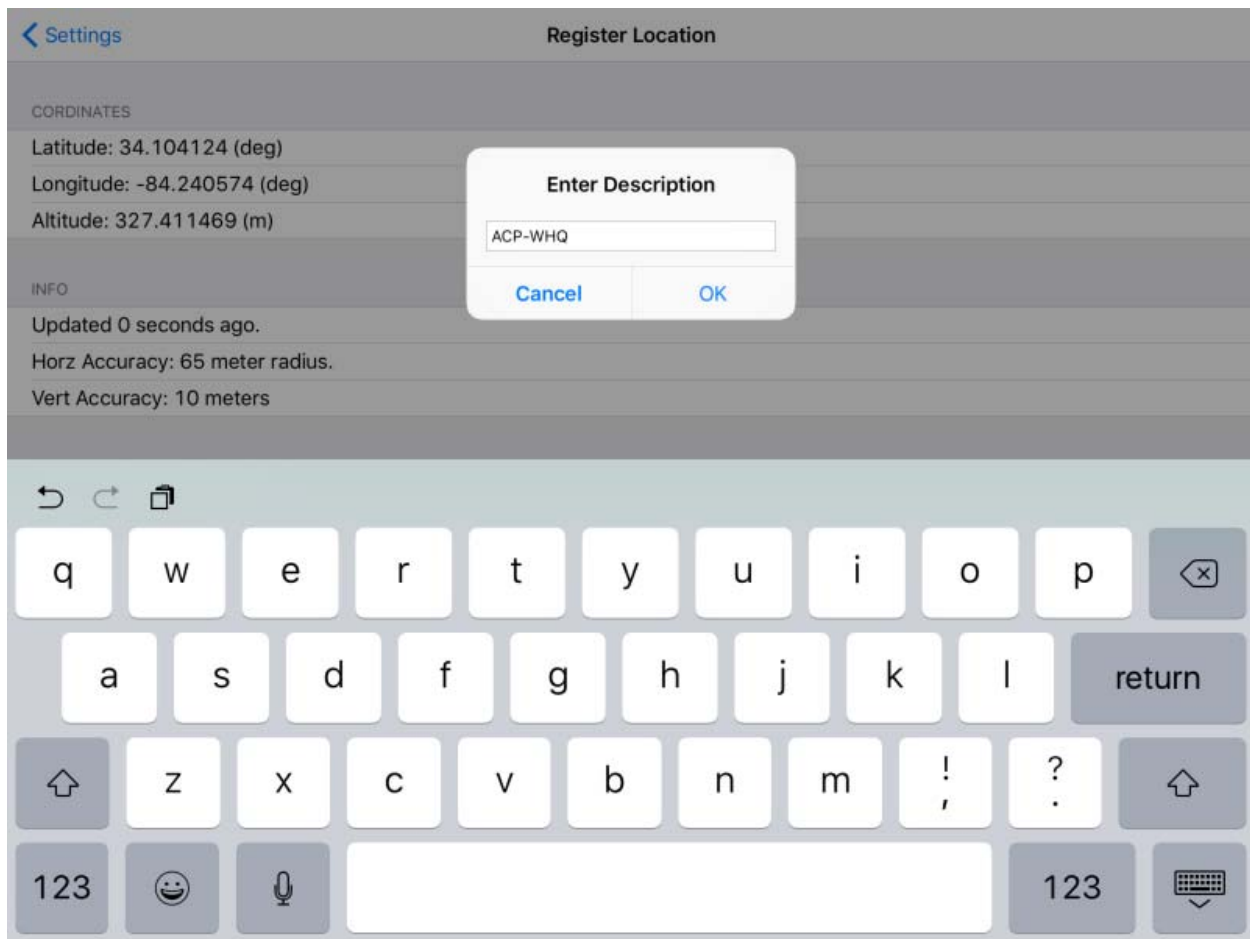 Settings
Register Location
CORDINATES
Latitude: 34.104124 (deg)
Longitude: -84.240574 (deg)
Altitude: 327.411469 (m)
Enter Description
ACP-WHQ
Cancel OK
INFO
Updated 0 seconds ago.
Horz Accuracy: 65 meter radius.
Vert Accuracy: 10 meters
q w e r t y u i o p
a s d f g h j k l return
z x c v b n m ! , ? .
123 123